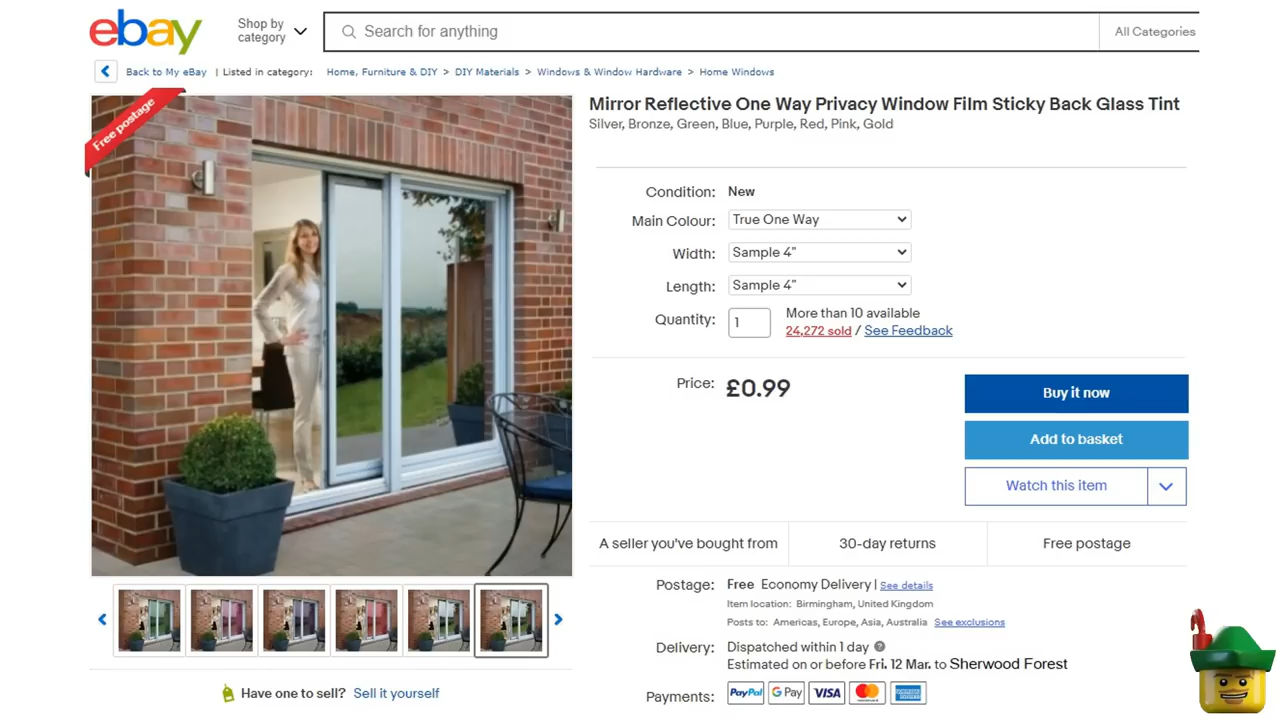 ebay
Shop by
category
Search for anything
All Categories
Back to My eBay | Listed in category: Home, Furniture & DIY > DIY Materials > Windows & Window Hardware > Home Windows
Free postage
Mirror Reflective One Way Privacy Window Film Sticky Back Glass Tint
Silver, Bronze, Green, Blue, Purple, Red, Pink, Gold
Condition: New
Main Colour: True One Way
Width: Sample 4"
Length: Sample 4"
Quantity: 1
More than 10 available
24,272 sold / See Feedback
Price: £0.99
Buy it now
Add to basket
Watch this item
A seller you've bought from
30-day returns
Free postage
Postage: Free Economy Delivery | See details
Item location: Birmingham, United Kingdom
Posts to: Americas, Europe, Asia, Australia See exclusions
Delivery: Dispatched within 1 day ?
Estimated on or before Fri. 12 Mar. to Sherwood Forest
Payments: PayPal G Pay VISA mastercard AMERICAN EXPRESS
Have one to sell? Sell it yourself